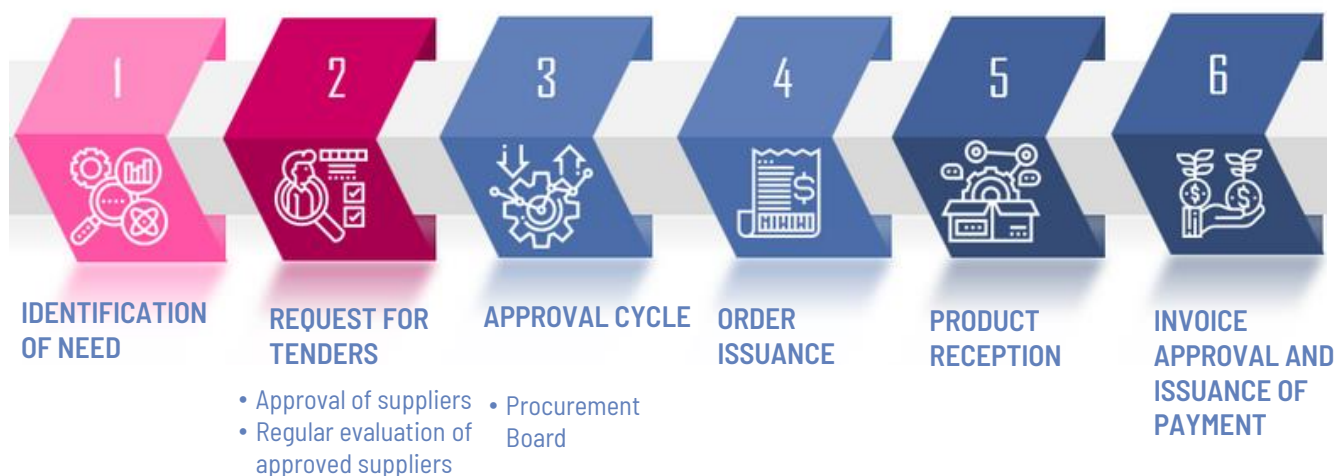 1
2
3
4
5
6
IDENTIFICATION
OF NEED
REQUEST FOR
TENDERS
• Approval of suppliers
• Regular evaluation of
approved suppliers
APPROVAL CYCLE
• Procurement
Board
ORDER
ISSUANCE
PRODUCT
RECEPTION
INVOICE
APPROVAL AND
ISSUANCE OF
PAYMENT